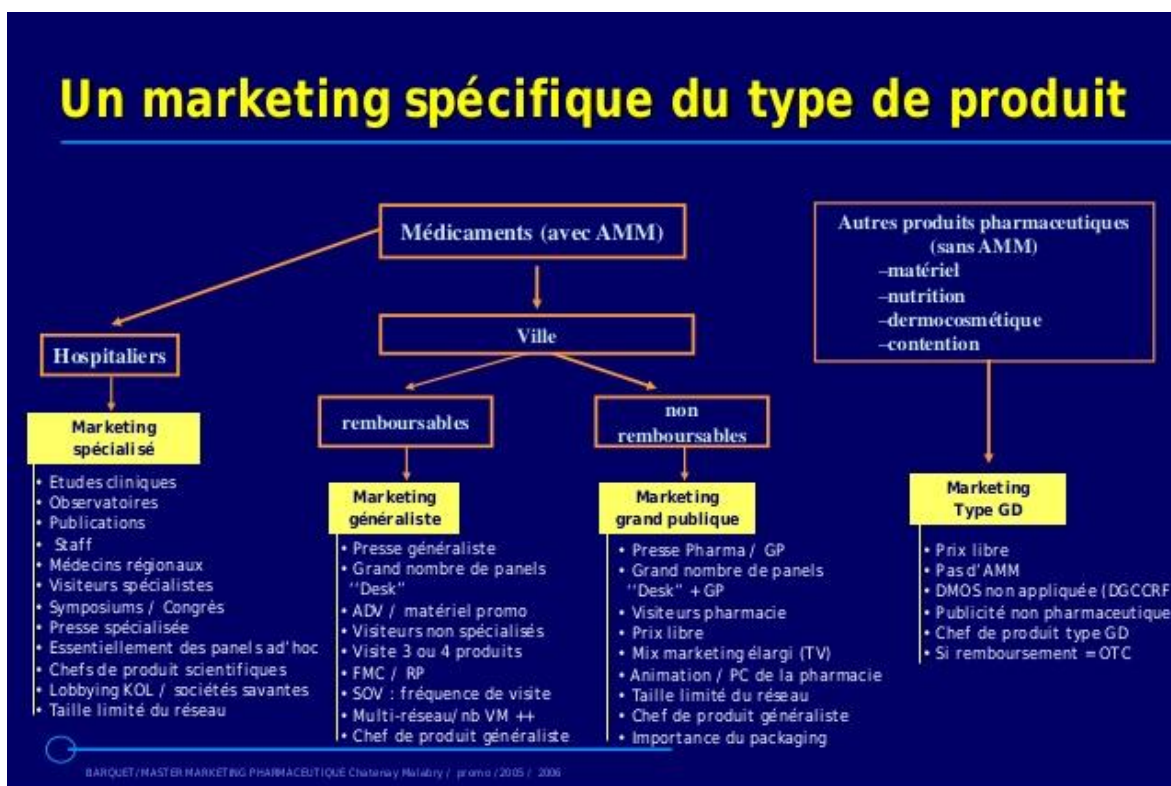 Un marketing spécifique du type de produit
Médicaments (avec AMM)
Autres produits pharmaceutiques
(sans AMM)
–matériel
–nutrition
–dermocosmétique
–contention
Hospitaliers
Ville
remboursables
non
remboursables
Marketing
spécialisé
• Etudes cliniques
• Observatoires
• Publications
• Staff
• Médecins régionaux
• Visiteurs spécialistes
• Symposiums / Congrès
• Presse spécialisée
• Essentiellement des panels ad'hoc
• Chefs de produit scientifiques
• Lobbying KOL / sociétés savantes
• Taille limité du réseau
Marketing
généraliste
• Presse généraliste
• Grand nombre de panels
''Desk''
• ADV / matériel promo
• Visiteurs non spécialisés
• Visite 3 ou 4 produits
• FMC / RP
• SOV : fréquence de visite
• Multi-réseau/nb VM ++
• Chef de produit généraliste
Marketing
grand publique
• Presse Pharma / GP
• Grand nombre de panels
''Desk'' + GP
• Visiteurs pharmacie
• Prix libre
• Mix marketing élargi (TV)
• Animation / PC de la pharmacie
• Taille limité du réseau
• Chef de produit généraliste
• Importance du packaging
Marketing
Type GD
• Prix libre
• Pas d'AMM
• DMOS non appliquée (DGCCRF
• Publicité non pharmaceutique
• Chef de produit type GD
• Si remboursement = OTC
BARQUET/MASTER MARKETING PHARMACEUTIQUE Chatenay Malabry / promo /2005 / 2006